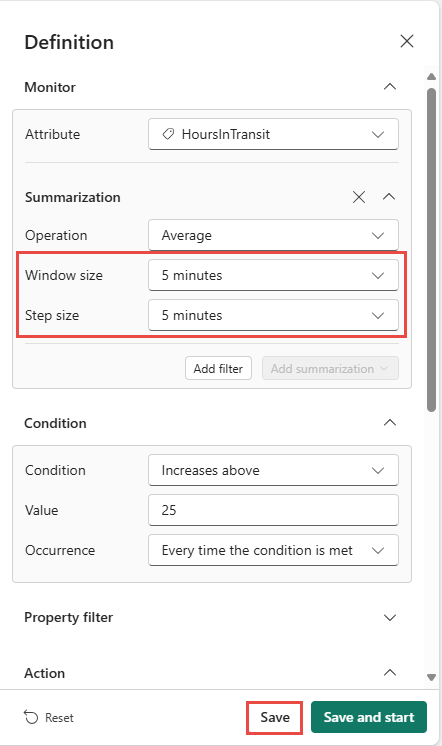 Definition
Monitor
Attribute HoursInTransit
Summarization
Operation Average
Window size 5 minutes
Step size 5 minutes
Add filter Add summarization
Condition
Condition Increases above
Value 25
Occurrence Every time the condition is met
Property filter
Action
Reset Save Save and start